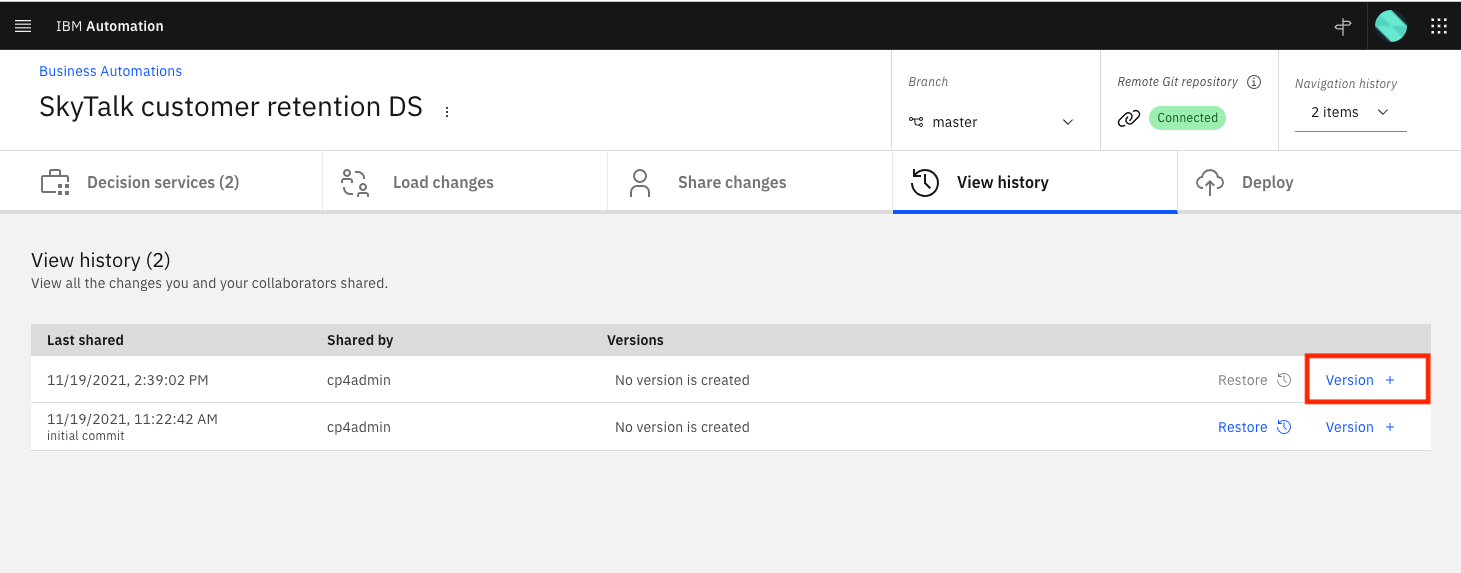 IBM Automation
Business Automations
SkyTalk customer retention DS
Branch
master
Remote Git repository
Connected
Navigation history
2 items
Decision services (2)
Load changes
Share changes
View history
Deploy
View history (2)
View all the changes you and your collaborators shared.
Last shared Shared by Versions
11/19/2021, 2:39:02 PM cp4admin No version is created Restore Version +
11/19/2021, 11:22:42 AM
initial commit
cp4admin No version is created Restore Version +